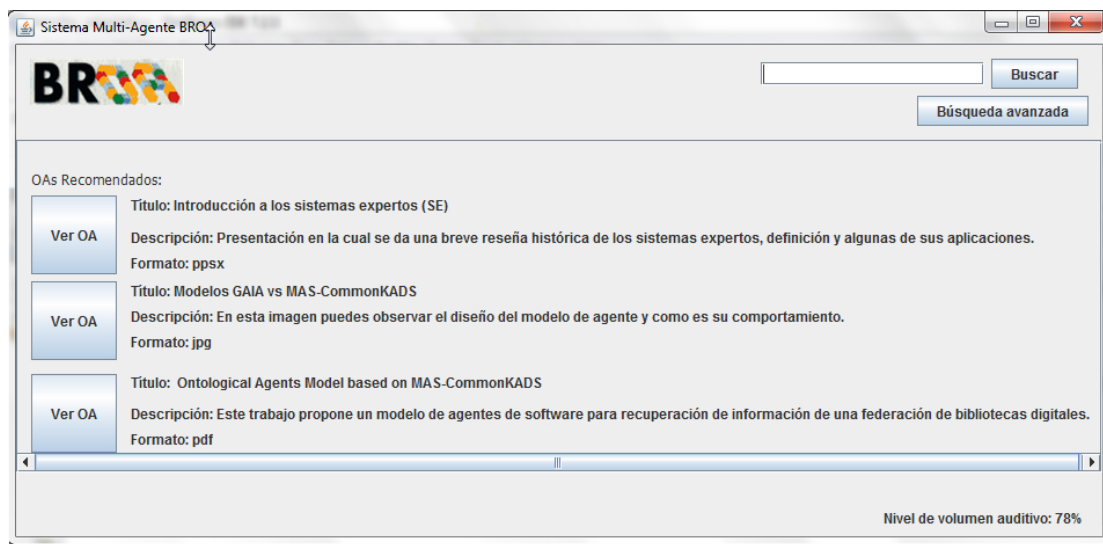 Sistema Multi-Agente BROA
BROA
Buscar
Búsqueda avanzada
OAs Recomendados:
Ver OA
Título: Introducción a los sistemas expertos (SE)
Descripción: Presentación en la cual se da una breve reseña histórica de los sistemas expertos, definición y algunas de sus aplicaciones.
Formato: ppsx
Ver OA
Título: Modelos GAIA vs MAS-CommonKADS
Descripción: En esta imagen puedes observar el diseño del modelo de agente y como es su comportamiento.
Formato: jpg
Ver OA
Título: Ontological Agents Model based on MAS-CommonKADS
Descripción: Este trabajo propone un modelo de agentes de software para recuperación de información de una federación de bibliotecas digitales.
Formato: pdf
Nivel de volumen auditivo: 78%